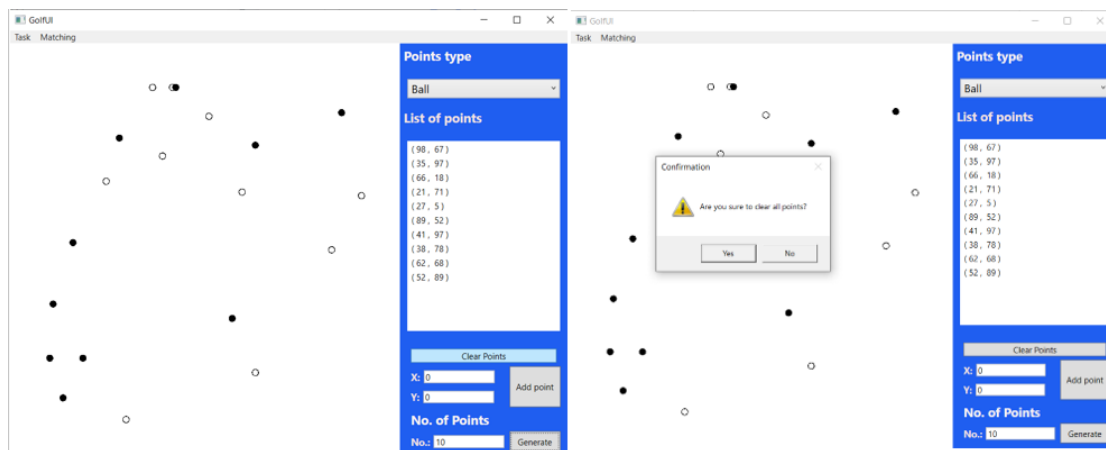 GolfUI
Task Matching
Points type
Ball
List of points
(98, 67)
(35, 97)
(66, 18)
(21, 71)
(27, 5)
(89, 52)
(41, 97)
(38, 78)
(62, 68)
(52, 89)
Clear Points
X: 0
Y: 0
Add point
No. of Points
No.: 10
Generate
GolfUI
Task Matching
Points type
Ball
List of points
(98, 67)
(35, 97)
(66, 18)
(21, 71)
(27, 5)
(89, 52)
(41, 97)
(38, 78)
(62, 68)
(52, 89)
Confirmation
Are you sure to clear all points?
Yes No
Clear Points
X: 0
Y: 0
Add point
No. of Points
No.: 10
Generate